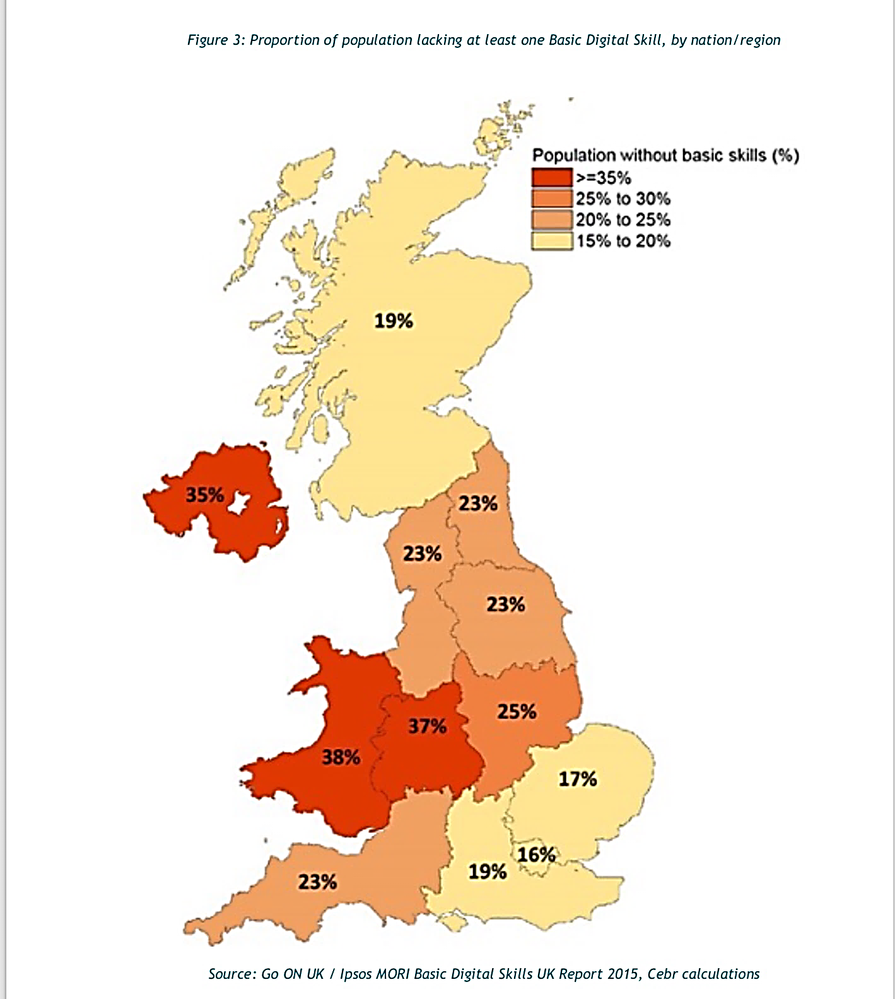 Figure 3: Proportion of population lacking at least one Basic Digital Skill, by nation/region
Population without basic skills (%)
>=35%
25% to 30%
20% to 25%
15% to 20%
19%
35%
23%
23%
23%
25%
37%
38%
17%
16%
19%
23%
Source: Go ON UK / Ipsos MORI Basic Digital Skills UK Report 2015, Cebr calculations